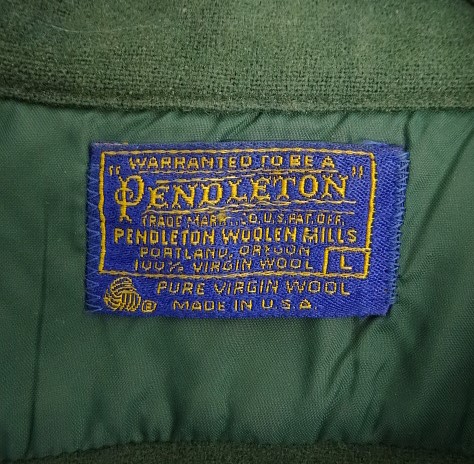 WARRANTED TO BE A
"PENDLETON"
TRADE MARK U.S. PAT. OFF.
PENDLETON WOOLEN MILLS
PORTLAND, OREGON
100% VIRGIN WOOL L
PURE VIRGIN WOOL
MADE IN U.S.A.